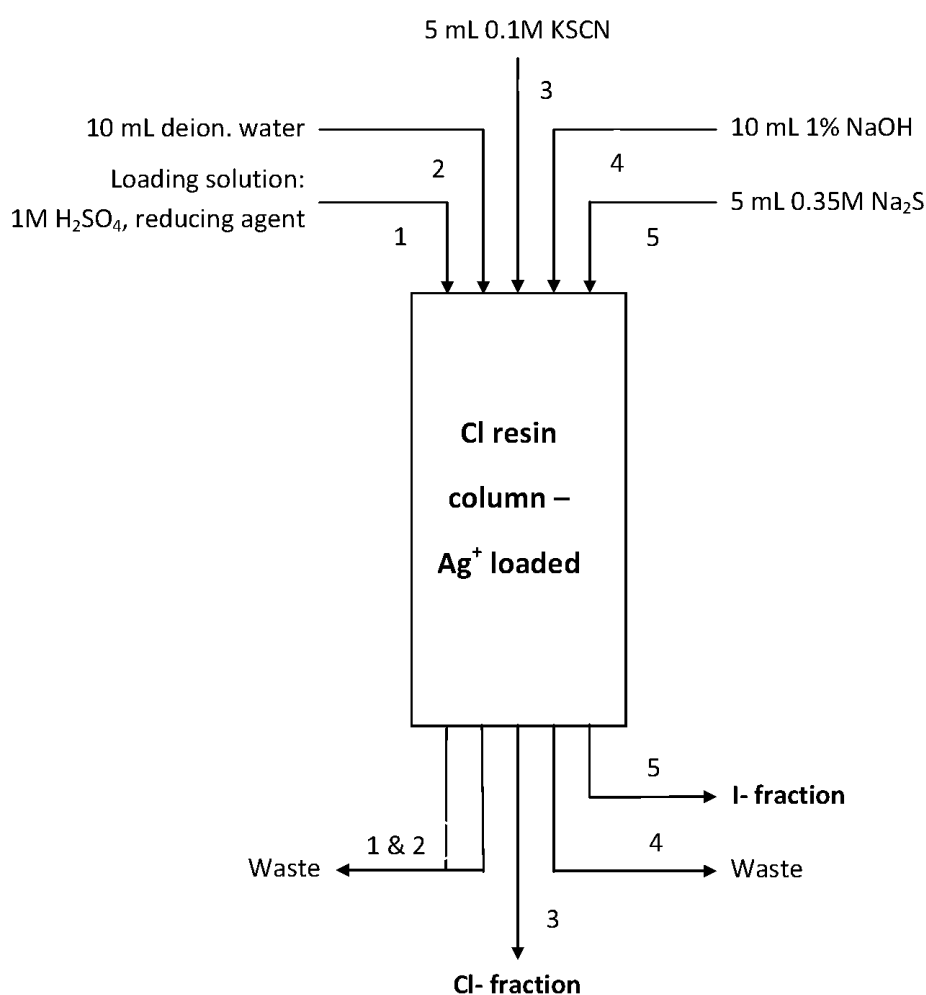 5 mL 0.1M KSCN
3
10 mL deion. water
10 mL 1% NaOH
2
4
Loading solution:
1M H₂SO₄, reducing agent
5 mL 0.35M Na₂S
1
5
Cl resin
column –
Ag⁺ loaded
5
I- fraction
1 & 2
4
Waste
Waste
3
Cl- fraction